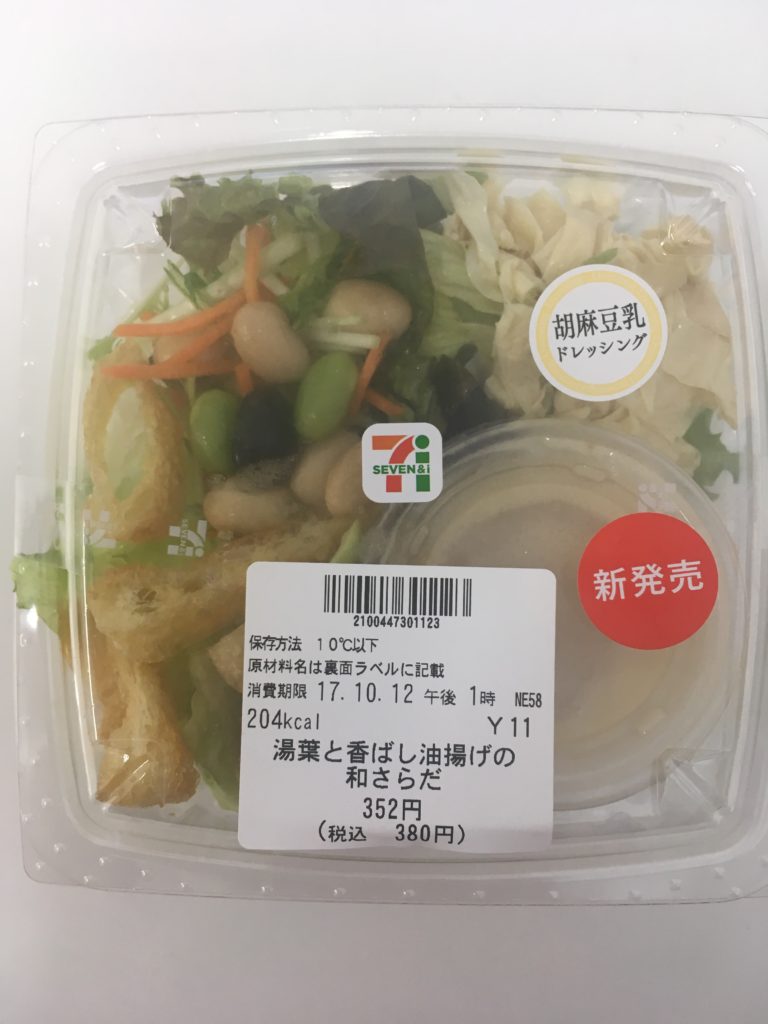 胡麻豆乳
ドレッシング
SEVEN&i
新発売
2100447301123
保存方法 10℃以下
原材料名は裏面ラベルに記載
消費期限 17.10.12 午後 1時 NE58
204kcal Y 11
湯葉と香ばし油揚げの
和さらだ
352円
(税込 380円)